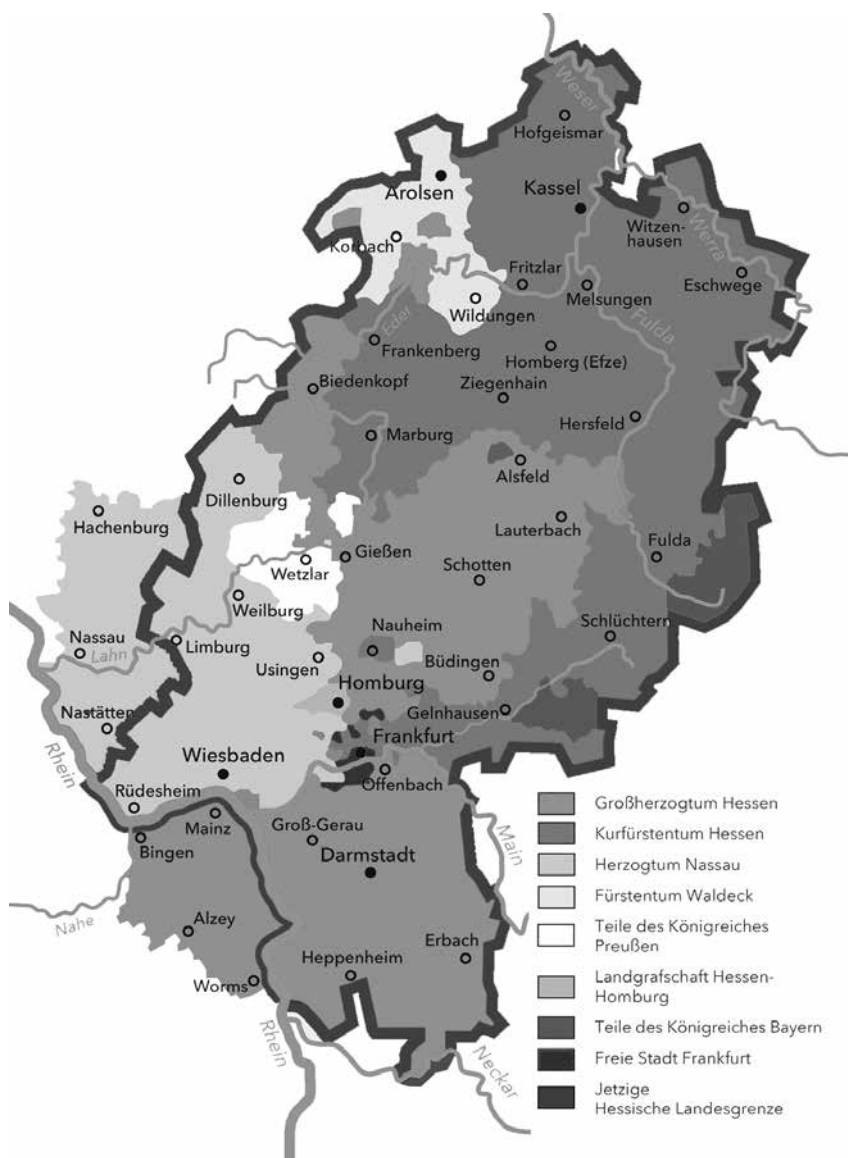 Weser
Hofgeismar
Arolsen
Kassel
Witzen-
hausen
Werra
Korbach
Fritzlar
Melsungen
Eschwege
Wildungen
Eder
Fulda
Frankenberg
Homberg (Efze)
Biedenkopf
Ziegenhain
Hersfeld
Marburg
Alsfeld
Dillenburg
Hachenburg
Lauterbach
Gießen
Fulda
Wetzlar
Schotten
Weilburg
Nassau
Lahn
Limburg
Usingen
Nauheim
Schlüchtern
Büdingen
Homburg
Nastätten
Gelnhausen
Frankfurt
Rhein
Wiesbaden
Offenbach
Rüdesheim
Mainz
Groß-Gerau
Bingen
Darmstadt
Main
Nahe
Alzey
Erbach
Heppenheim
Worms
Rhein
Neckar
Großherzogtum Hessen
Kurfürstentum Hessen
Herzogtum Nassau
Fürstentum Waldeck
Teile des Königreiches
Preußen
Landgrafschaft Hessen-
Homburg
Teile des Königreiches Bayern
Freie Stadt Frankfurt
Jetzige
Hessische Landesgrenze